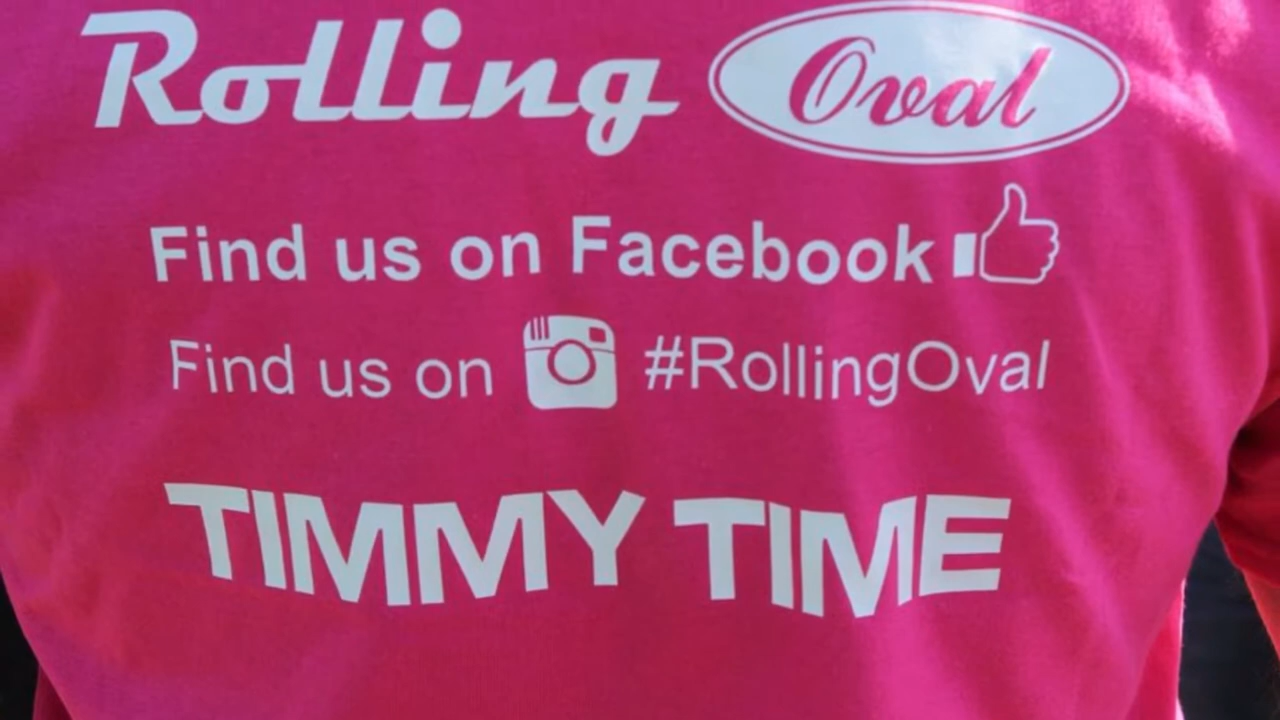 Rolling Oval
Find us on Facebook
Find us on #RollingOval
TIMMY TIME